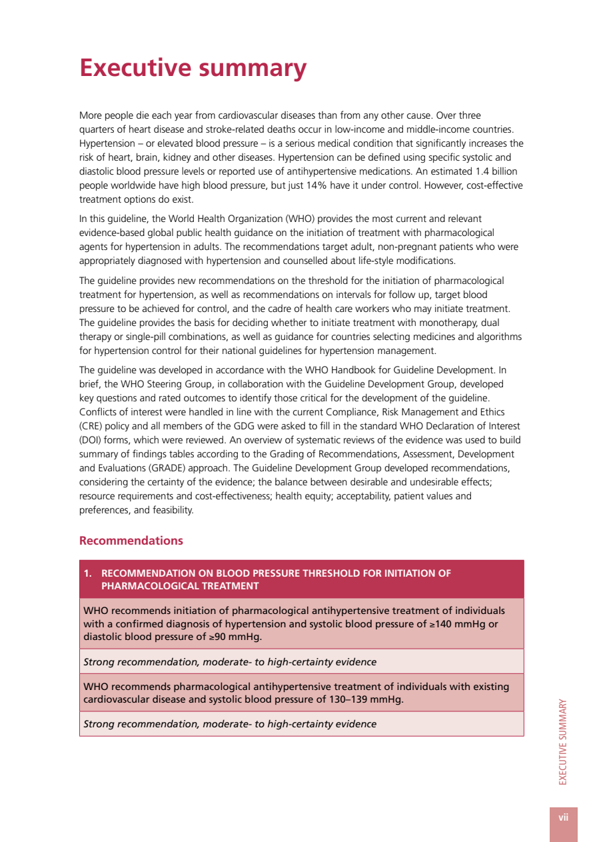 Executive summary
More people die each year from cardiovascular diseases than from any other cause. Over three
quarters of heart disease and stroke-related deaths occur in low-income and middle-income countries.
Hypertension – or elevated blood pressure – is a serious medical condition that significantly increases the
risk of heart, brain, kidney and other diseases. Hypertension can be defined using specific systolic and
diastolic blood pressure levels or reported use of antihypertensive medications. An estimated 1.4 billion
people worldwide have high blood pressure, but just 14% have it under control. However, cost-effective
treatment options do exist.
In this guideline, the World Health Organization (WHO) provides the most current and relevant
evidence-based global public health guidance on the initiation of treatment with pharmacological
agents for hypertension in adults. The recommendations target adult, non-pregnant patients who were
appropriately diagnosed with hypertension and counselled about life-style modifications.
The guideline provides new recommendations on the threshold for the initiation of pharmacological
treatment for hypertension, as well as recommendations on intervals for follow up, target blood
pressure to be achieved for control, and the cadre of health care workers who may initiate treatment.
The guideline provides the basis for deciding whether to initiate treatment with monotherapy, dual
therapy or single-pill combinations, as well as guidance for countries selecting medicines and algorithms
for hypertension control for their national guidelines for hypertension management.
The guideline was developed in accordance with the WHO Handbook for Guideline Development. In
brief, the WHO Steering Group, in collaboration with the Guideline Development Group, developed
key questions and rated outcomes to identify those critical for the development of the guideline.
Conflicts of interest were handled in line with the current Compliance, Risk Management and Ethics
(CRE) policy and all members of the GDG were asked to fill in the standard WHO Declaration of Interest
(DOI) forms, which were reviewed. An overview of systematic reviews of the evidence was used to build
summary of findings tables according to the Grading of Recommendations, Assessment, Development
and Evaluations (GRADE) approach. The Guideline Development Group developed recommendations,
considering the certainty of the evidence; the balance between desirable and undesirable effects;
resource requirements and cost-effectiveness; health equity; acceptability, patient values and
preferences, and feasibility.
Recommendations
1. RECOMMENDATION ON BLOOD PRESSURE THRESHOLD FOR INITIATION OF
PHARMACOLOGICAL TREATMENT
WHO recommends initiation of pharmacological antihypertensive treatment of individuals
with a confirmed diagnosis of hypertension and systolic blood pressure of ≥140 mmHg or
diastolic blood pressure of ≥90 mmHg.
Strong recommendation, moderate- to high-certainty evidence
WHO recommends pharmacological antihypertensive treatment of individuals with existing
cardiovascular disease and systolic blood pressure of 130–139 mmHg.
Strong recommendation, moderate- to high-certainty evidence
EXECUTIVE SUMMARY
vii